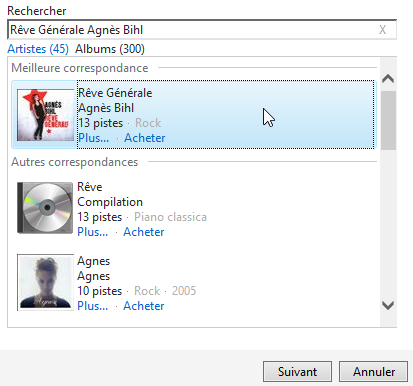 Rechercher
Rêve Générale Agnès Bihl X
Artistes (45) Albums (300)
Meilleure correspondance
AGNÈS
BIHL
RÊVE
GÉNÉRAL
Rêve Générale
Agnès Bihl
13 pistes · Rock
Plus... · Acheter
Autres correspondances
Rêve
Compilation
13 pistes · Piano classica
Plus... · Acheter
Agnes
Agnes
Agnes
10 pistes · Rock · 2005
Plus... · Acheter
Suivant Annuler